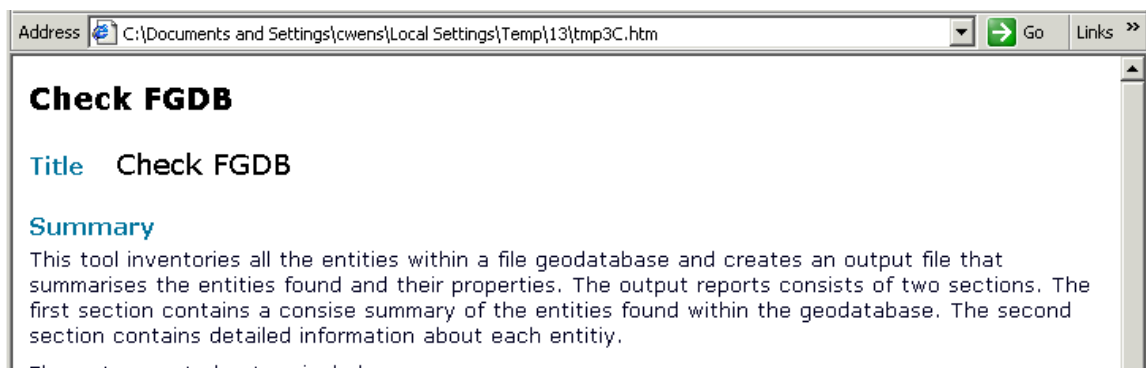 Address C:\Documents and Settings\cwens\Local Settings\Temp\13\tmp3C.htm Go Links »
Check FGDB
Title Check FGDB
Summary
This tool inventories all the entities within a file geodatabase and creates an output file that
summarises the entities found and their properties. The output reports consists of two sections. The
first section contains a consise summary of the entities found within the geodatabase. The second
section contains detailed information about each entitiy.